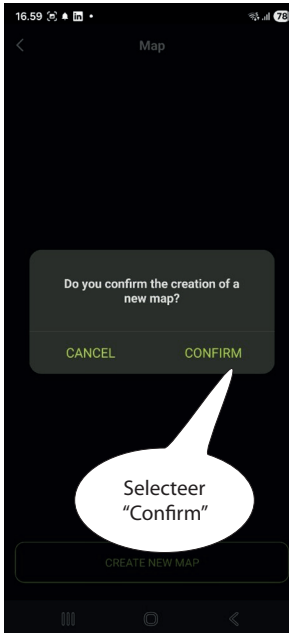 16.59 in • 78
Map
Do you confirm the creation of a
new map?
CANCEL CONFIRM
Selecteer
“Confirm”
CREATE NEW MAP